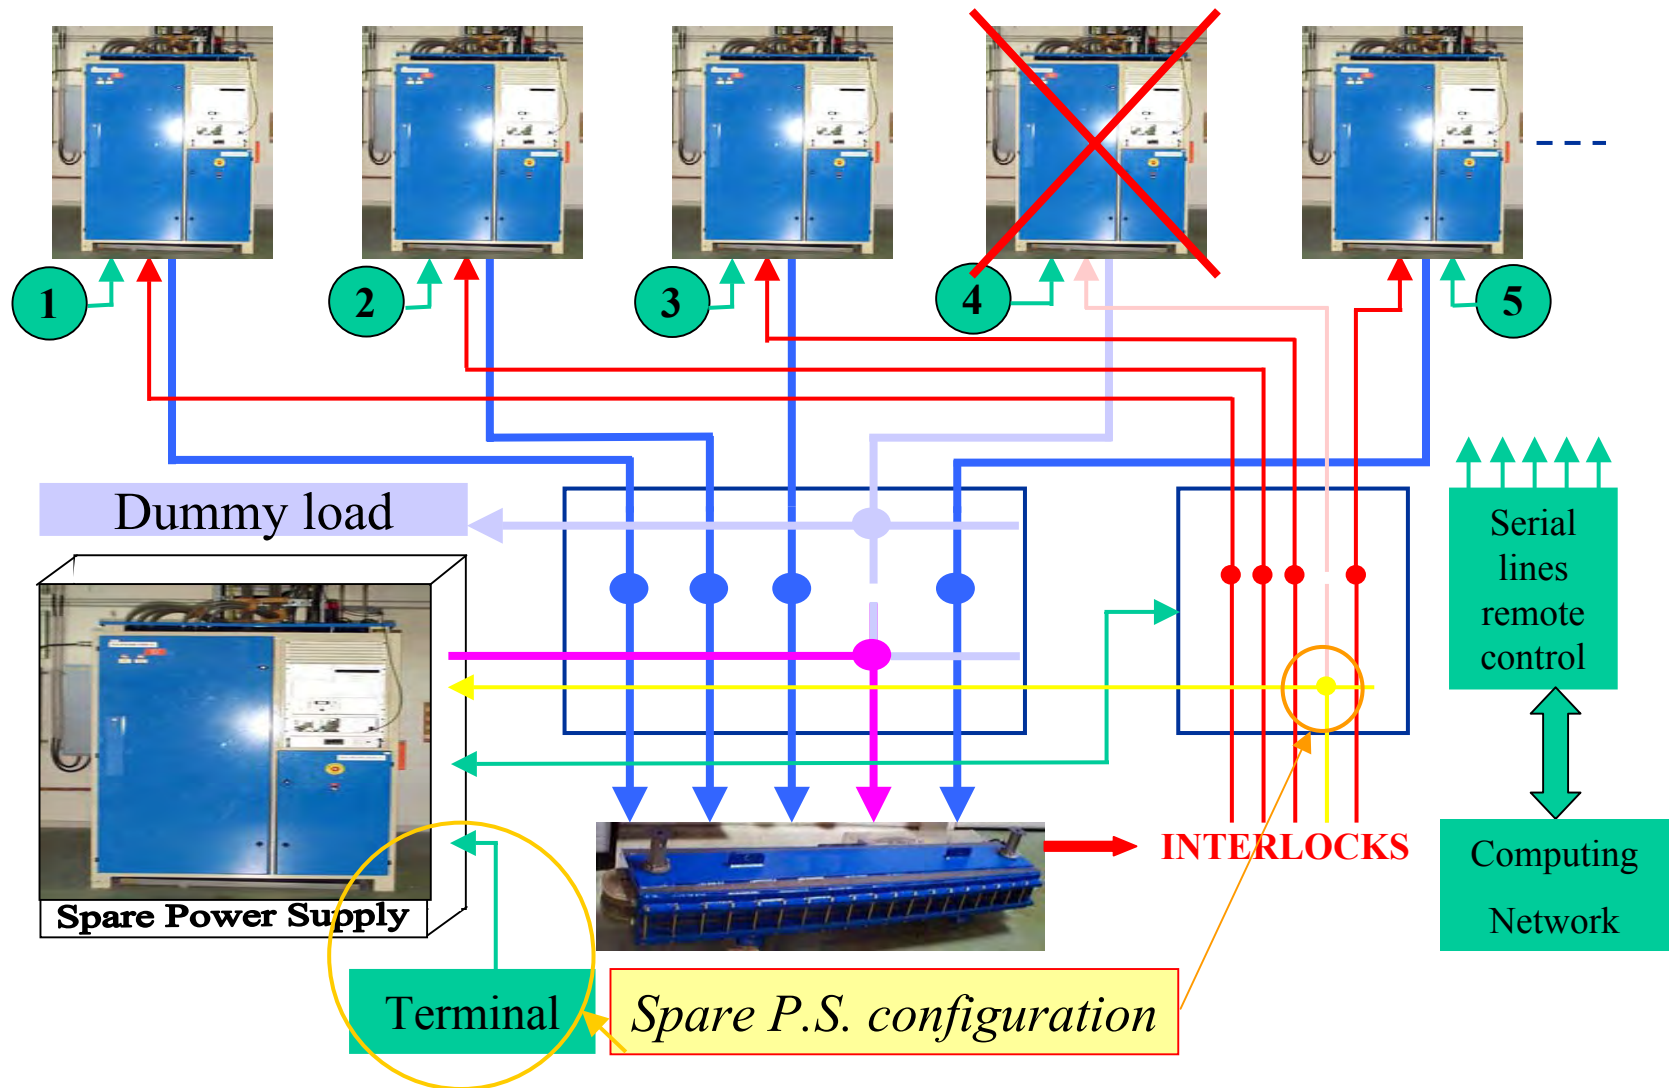 1
2
3
4
5
Dummy load
Serial
lines
remote
control
INTERLOCKS
Computing
Network
Spare Power Supply
Terminal
Spare P.S. configuration